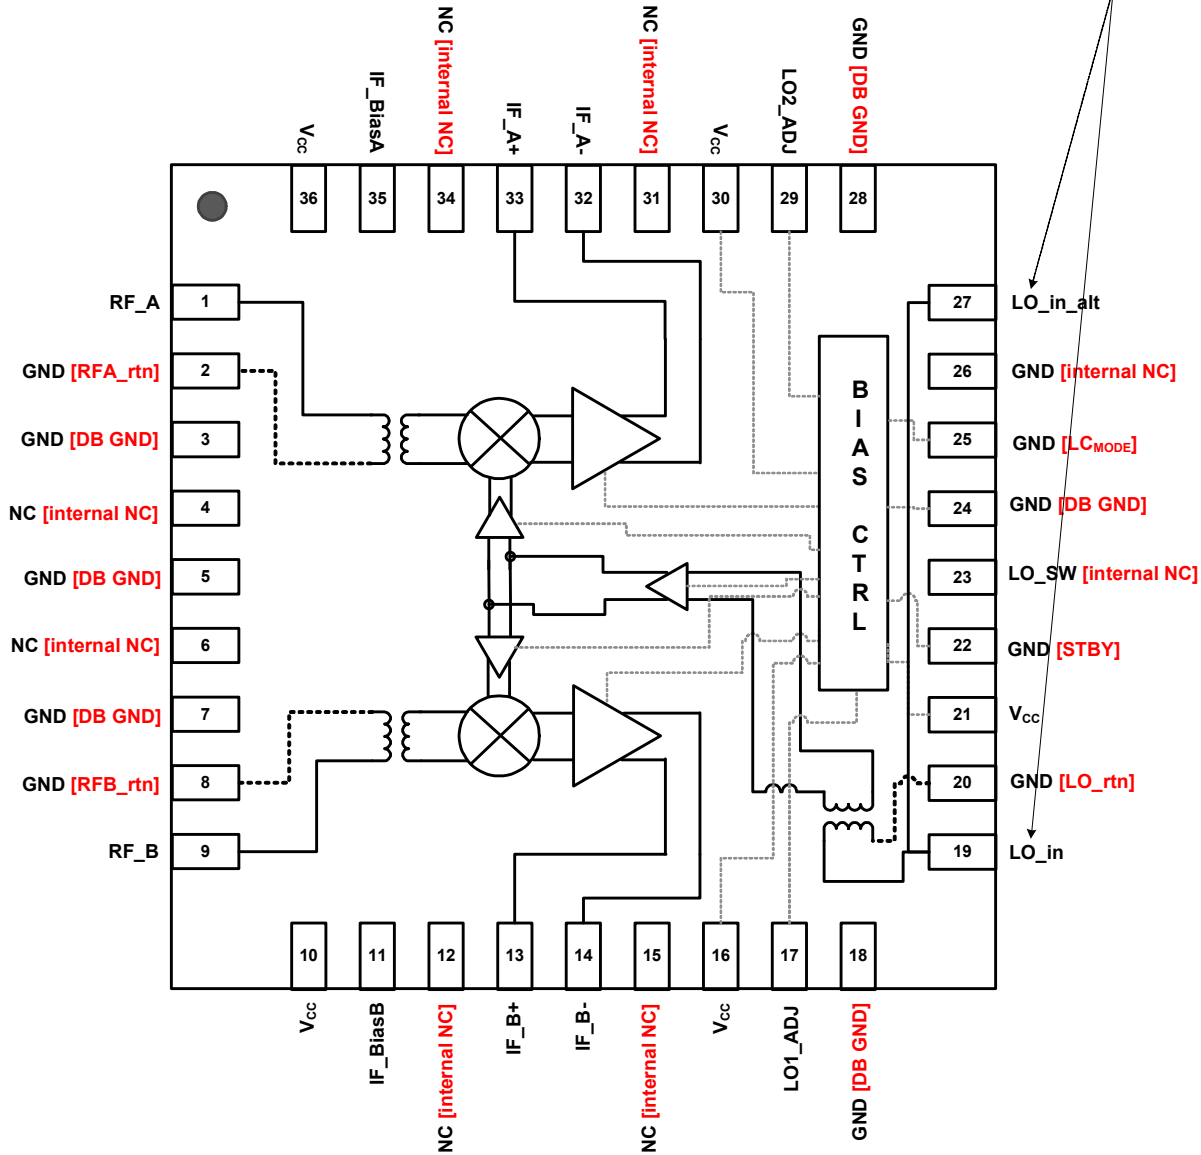 NC [internal NC]
NC [internal NC]
GND [DB GND]
IF_BiasA
IF_A+
IF_A-
LO2_ADJ
VCC
VCC
36
35
34
33
32
31
30
29
28
RF_A
1
27
LO_in_alt
GND [RFA_rtn]
2
26
GND [internal NC]
GND [DB GND]
3
25
GND [LCMODE]
NC [internal NC]
4
24
GND [DB GND]
GND [DB GND]
5
23
LO_SW [internal NC]
NC [internal NC]
6
22
GND [STBY]
GND [DB GND]
7
21
VCC
GND [RFB_rtn]
8
20
GND [LO_rtn]
RF_B
9
19
LO_in
BIAS CTRL
10
11
12
13
14
15
16
17
18
VCC
IF_BiasB
NC [internal NC]
IF_B+
IF_B-
NC [internal NC]
VCC
LO1_ADJ
GND [DB GND]